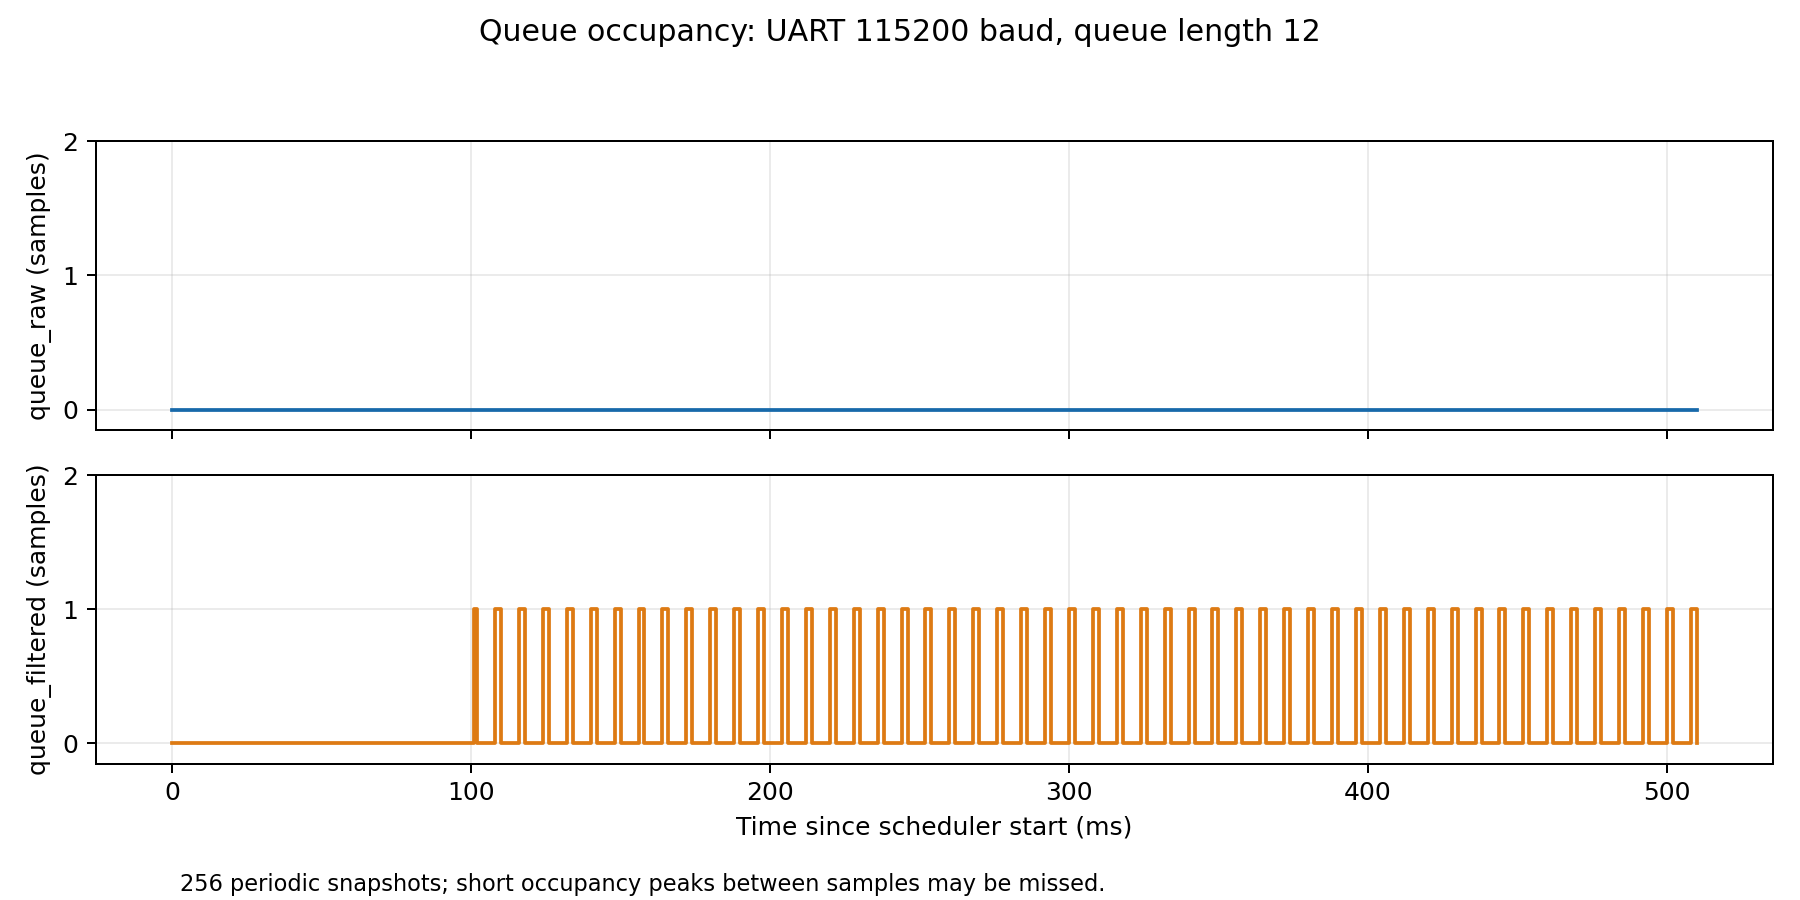 Queue occupancy: UART 115200 baud, queue length 12
queue_raw (samples)
2
1
0
queue_filtered (samples)
2
1
0
0 100 200 300 400 500
Time since scheduler start (ms)
256 periodic snapshots; short occupancy peaks between samples may be missed.